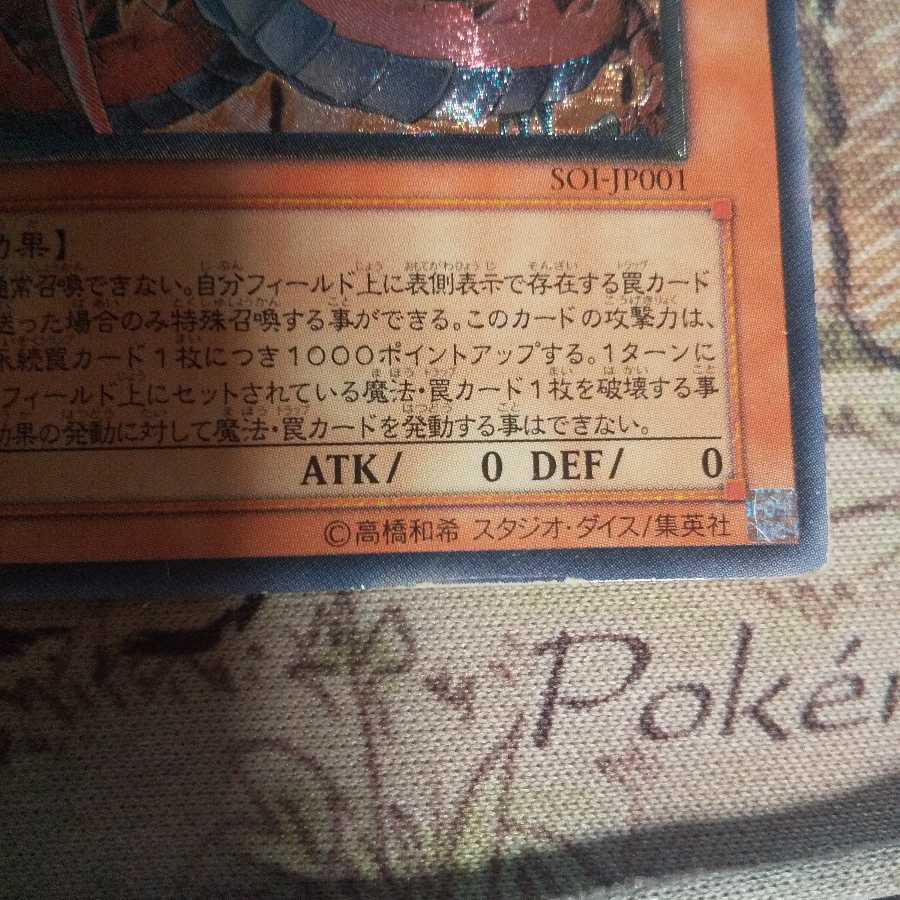 SOI-JP001
効果】
通常召喚できない。自分フィールド上に表側表示で存在する罠カード
送った場合のみ特殊召喚する事ができる。このカードの攻撃力は、
永続罠カード1枚につき1000ポイントアップする。1ターンに
フィールド上にセットされている魔法・罠カード1枚を破壊する事
効果の発動に対して魔法・罠カードを発動する事はできない。
ATK/ 0 DEF/ 0
©高橋和希 スタジオ・ダイス/集英社
Poké